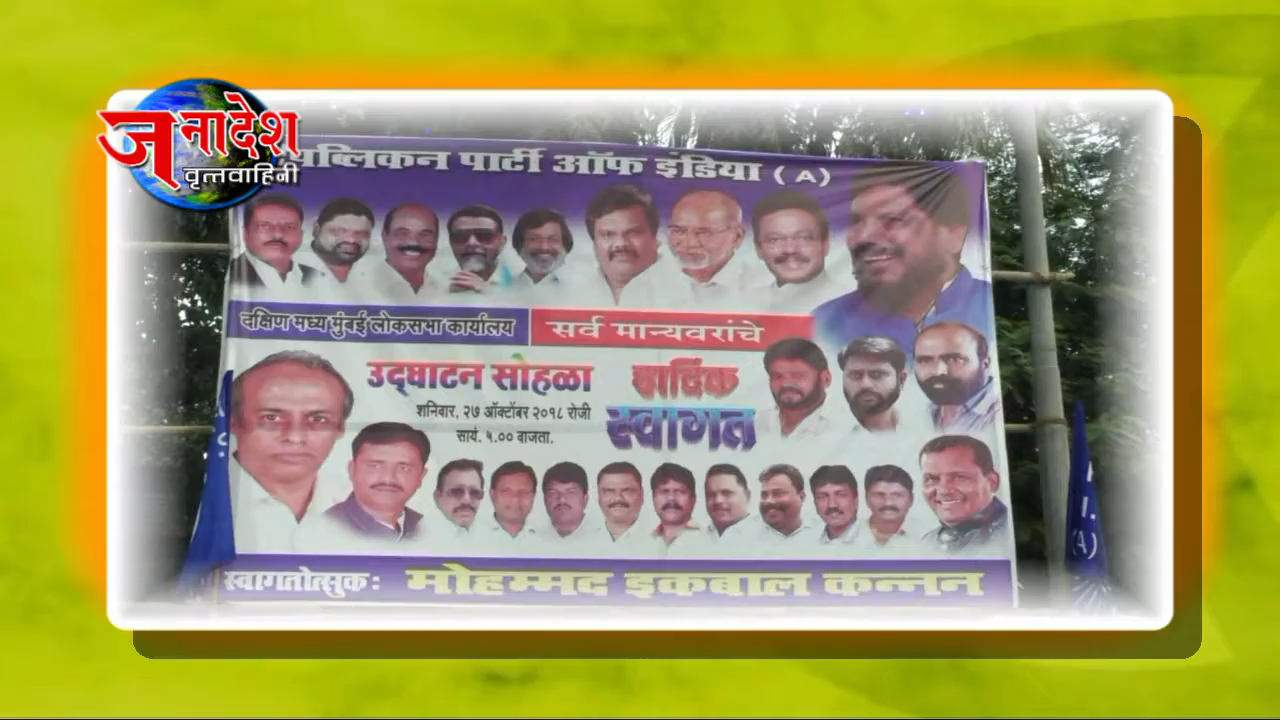 जनादेश
वृत्तवाहिनी
पब्लिकन पार्टी ऑफ इंडिया (A)
दक्षिण मध्य मुंबई लोकसभा कार्यालय
सर्व मान्यवरांचे
उद्घाटन सोहळा
हार्दिक
स्वागत
शनिवार, २७ ऑक्टोंबर २०१८ रोजी
सायं. ५.०० वाजता.
स्वागतोत्सुक: मोहम्मद इकबाल कन्नन
(A)